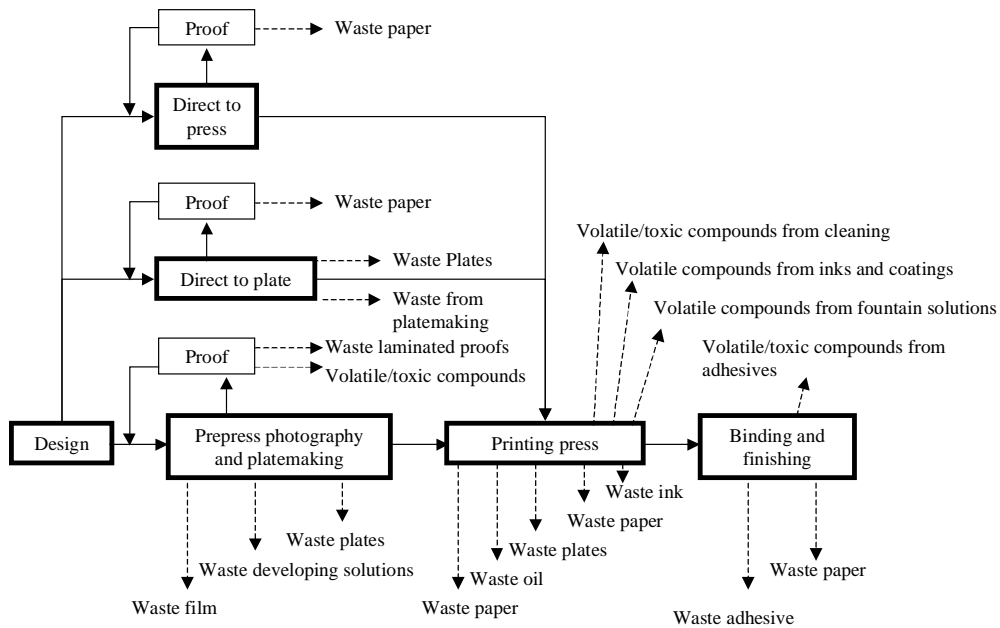 Proof
Waste paper
Direct to
press
Proof
Waste paper
Direct to plate
Waste Plates
Waste from
platemaking
Proof
Waste laminated proofs
Volatile/toxic compounds
Design
Prepress photography
and platemaking
Waste plates
Waste developing solutions
Waste film
Volatile/toxic compounds from cleaning
Volatile compounds from inks and coatings
Volatile compounds from fountain solutions
Printing press
Waste ink
Waste paper
Waste plates
Waste oil
Waste paper
Volatile/toxic compounds from
adhesives
Binding and
finishing
Waste paper
Waste adhesive